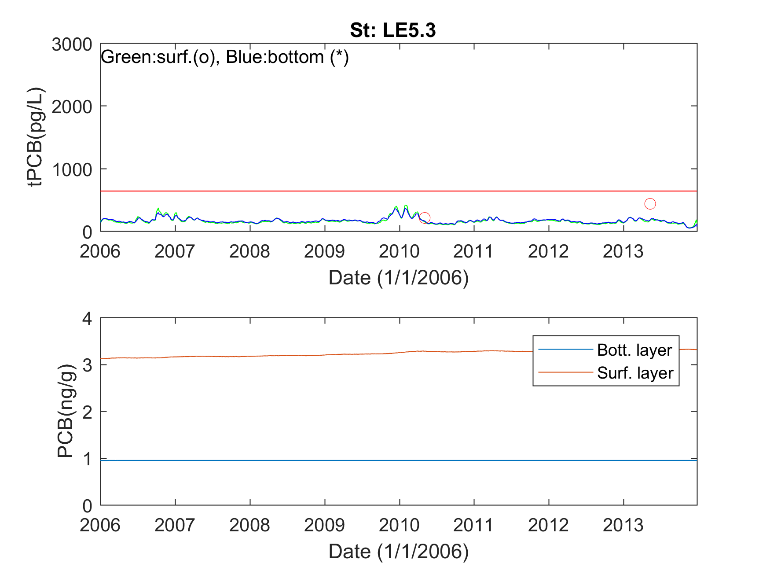 St: LE5.3
3000
Green:surf.(o), Blue:bottom (*)
2000
tPCB(pg/L)
1000
0
2006 2007 2008 2009 2010 2011 2012 2013
Date (1/1/2006)
4
Bott. layer
3
Surf. layer
PCB(ng/g)
2
1
0
2006 2007 2008 2009 2010 2011 2012 2013
Date (1/1/2006)